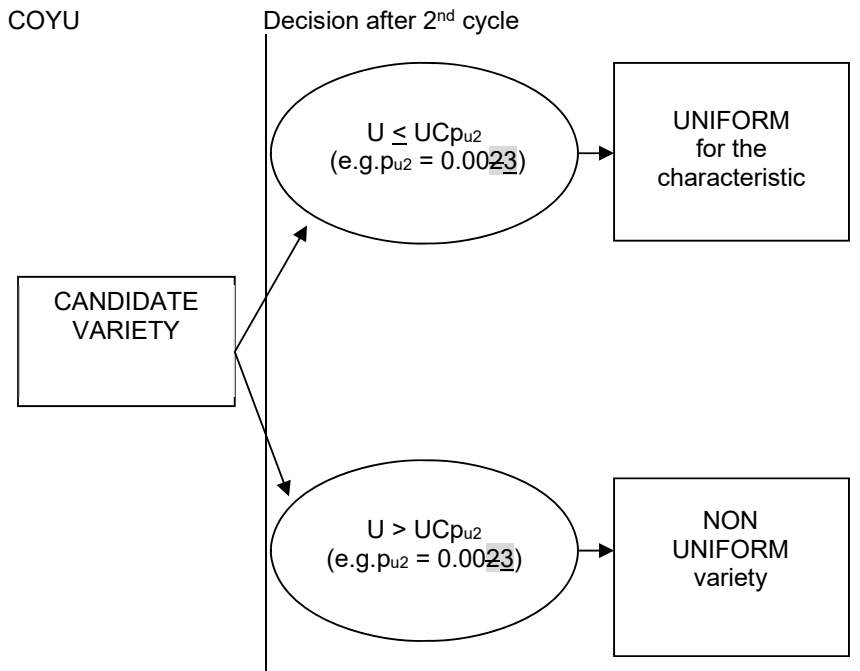 COYU
Decision after 2nd cycle
U ≤ UCpu2
(e.g.pu2 = 0.0023)
UNIFORM
for the
characteristic
CANDIDATE
VARIETY
U > UCpu2
(e.g.pu2 = 0.0023)
NON
UNIFORM
variety